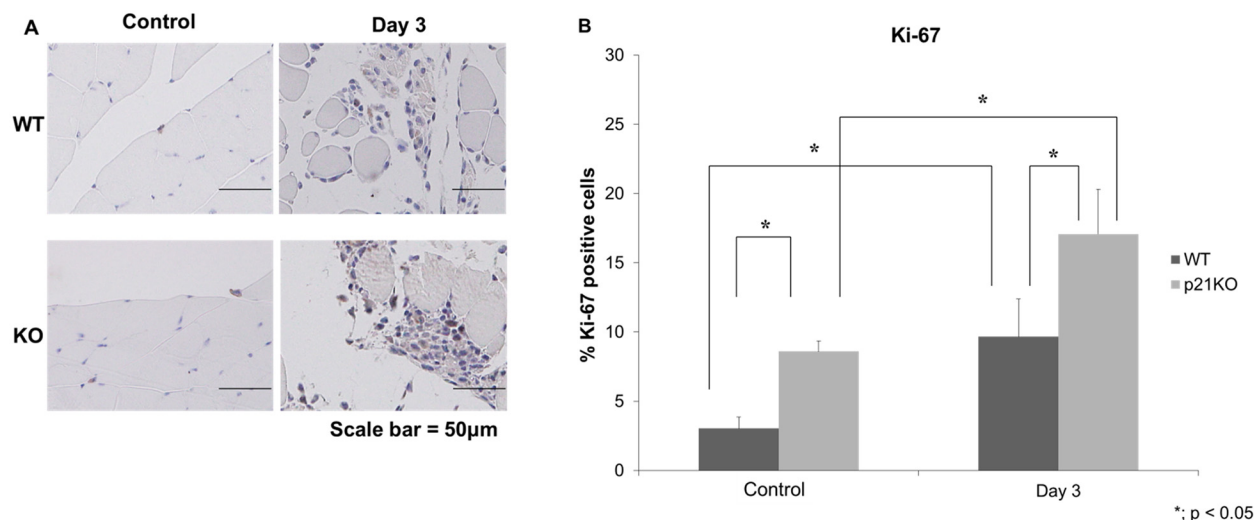 A
Control
Day 3
WT
KO
Scale bar = 50µm
B
Ki-67
% Ki-67 positive cells
30
25
20
15
10
5
0
*
*
*
*
Control
Day 3
WT
p21KO
*; p < 0.05